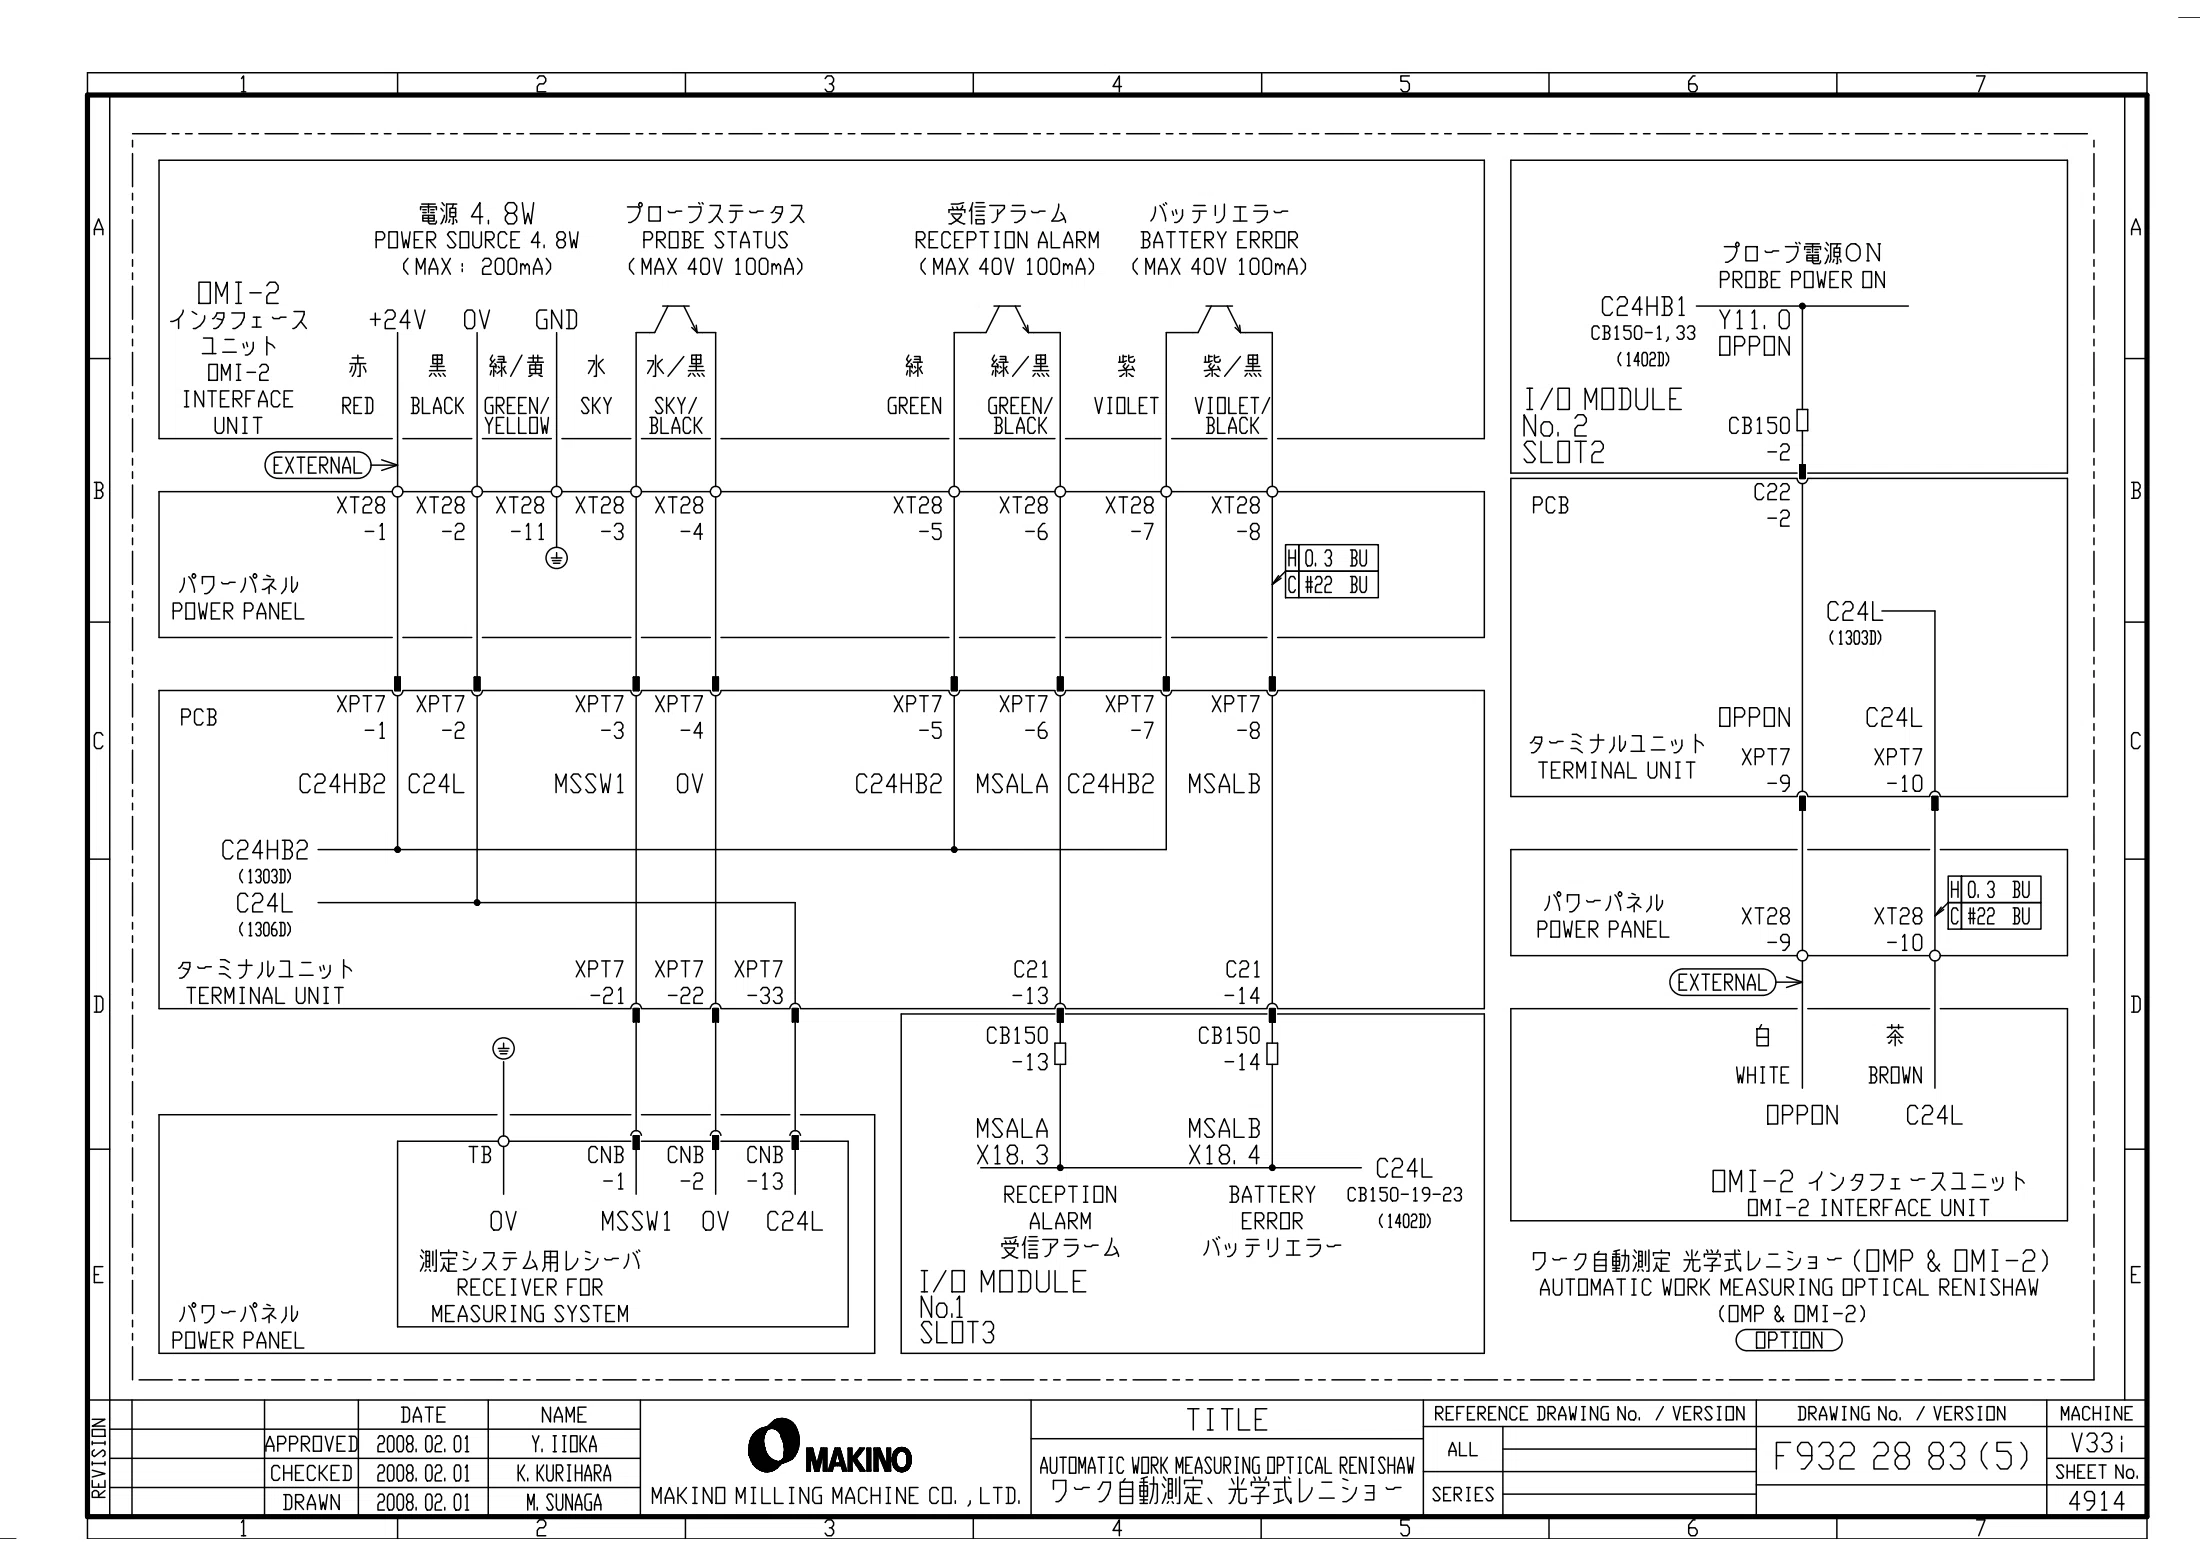 1 2 3 4 5 6 7
A
B
C
D
E
電源 4.8W
POWER SOURCE 4.8W
(MAX: 200mA)
プローブステータス
PROBE STATUS
(MAX 40V 100mA)
受信アラーム
RECEPTION ALARM
(MAX 40V 100mA)
バッテリエラー
BATTERY ERROR
(MAX 40V 100mA)
OMI-2
インタフェース
ユニット
OMI-2
INTERFACE
UNIT
+24V 0V GND
赤 黒 緑/黄 水 水/黒 緑 緑/黒 紫 紫/黒
RED BLACK GREEN/ SKY SKY/ GREEN GREEN/ VIOLET VIOLET/
YELLOW BLACK BLACK BLACK
EXTERNAL
XT28 XT28 XT28 XT28 XT28 XT28 XT28 XT28 XT28
-1 -2 -11 -3 -4 -5 -6 -7 -8
H 0.3 BU
C #22 BU
パワーパネル
POWER PANEL
PCB
XPT7 XPT7 XPT7 XPT7 XPT7 XPT7 XPT7 XPT7
-1 -2 -3 -4 -5 -6 -7 -8
C24HB2 C24L MSSW1 0V C24HB2 MSALA C24HB2 MSALB
C24HB2
(1303D)
C24L
(1306D)
ターミナルユニット
TERMINAL UNIT
XPT7 XPT7 XPT7 C21 C21
-21 -22 -33 -13 -14
CB150 CB150
-13 -14
TB CNB CNB CNB
-1 -2 -13
0V MSSW1 0V C24L
測定システム用レシーバ
RECEIVER FOR
MEASURING SYSTEM
パワーパネル
POWER PANEL
MSALA MSALB
X18.3 X18.4
C24L
CB150-19-23
(1402D)
RECEPTION
ALARM
受信アラーム
BATTERY
ERROR
バッテリエラー
I/O MODULE
No.1
SLOT3
プローブ電源ON
PROBE POWER ON
C24HB1
CB150-1,33
(1402D)
Y11.0
OPPON
I/O MODULE
No.2
SLOT2
CB150
-2
PCB
C22
-2
C24L
(1303D)
OPPON C24L
ターミナルユニット
TERMINAL UNIT
XPT7 XPT7
-9 -10
パワーパネル
POWER PANEL
XT28 XT28
-9 -10
H 0.3 BU
C #22 BU
EXTERNAL
白 茶
WHITE BROWN
OPPON C24L
OMI-2 インタフェースユニット
OMI-2 INTERFACE UNIT
ワーク自動測定 光学式レニショー(OMP & OMI-2)
AUTOMATIC WORK MEASURING OPTICAL RENISHAW
(OMP & OMI-2)
OPTION
A
B
C
D
E
REVISION
DATE NAME
APPROVED 2008.02.01 Y.IIOKA
CHECKED 2008.02.01 K.KURIHARA
DRAWN 2008.02.01 M.SUNAGA
MAKINO
MAKINO MILLING MACHINE CO.,LTD.
TITLE
AUTOMATIC WORK MEASURING OPTICAL RENISHAW
ワーク自動測定、光学式レニショー
REFERENCE DRAWING No. / VERSION
ALL
SERIES
DRAWING No. / VERSION
F932 28 83(5)
MACHINE
V33i
SHEET No.
4914
1 2 3 4 5 6 7